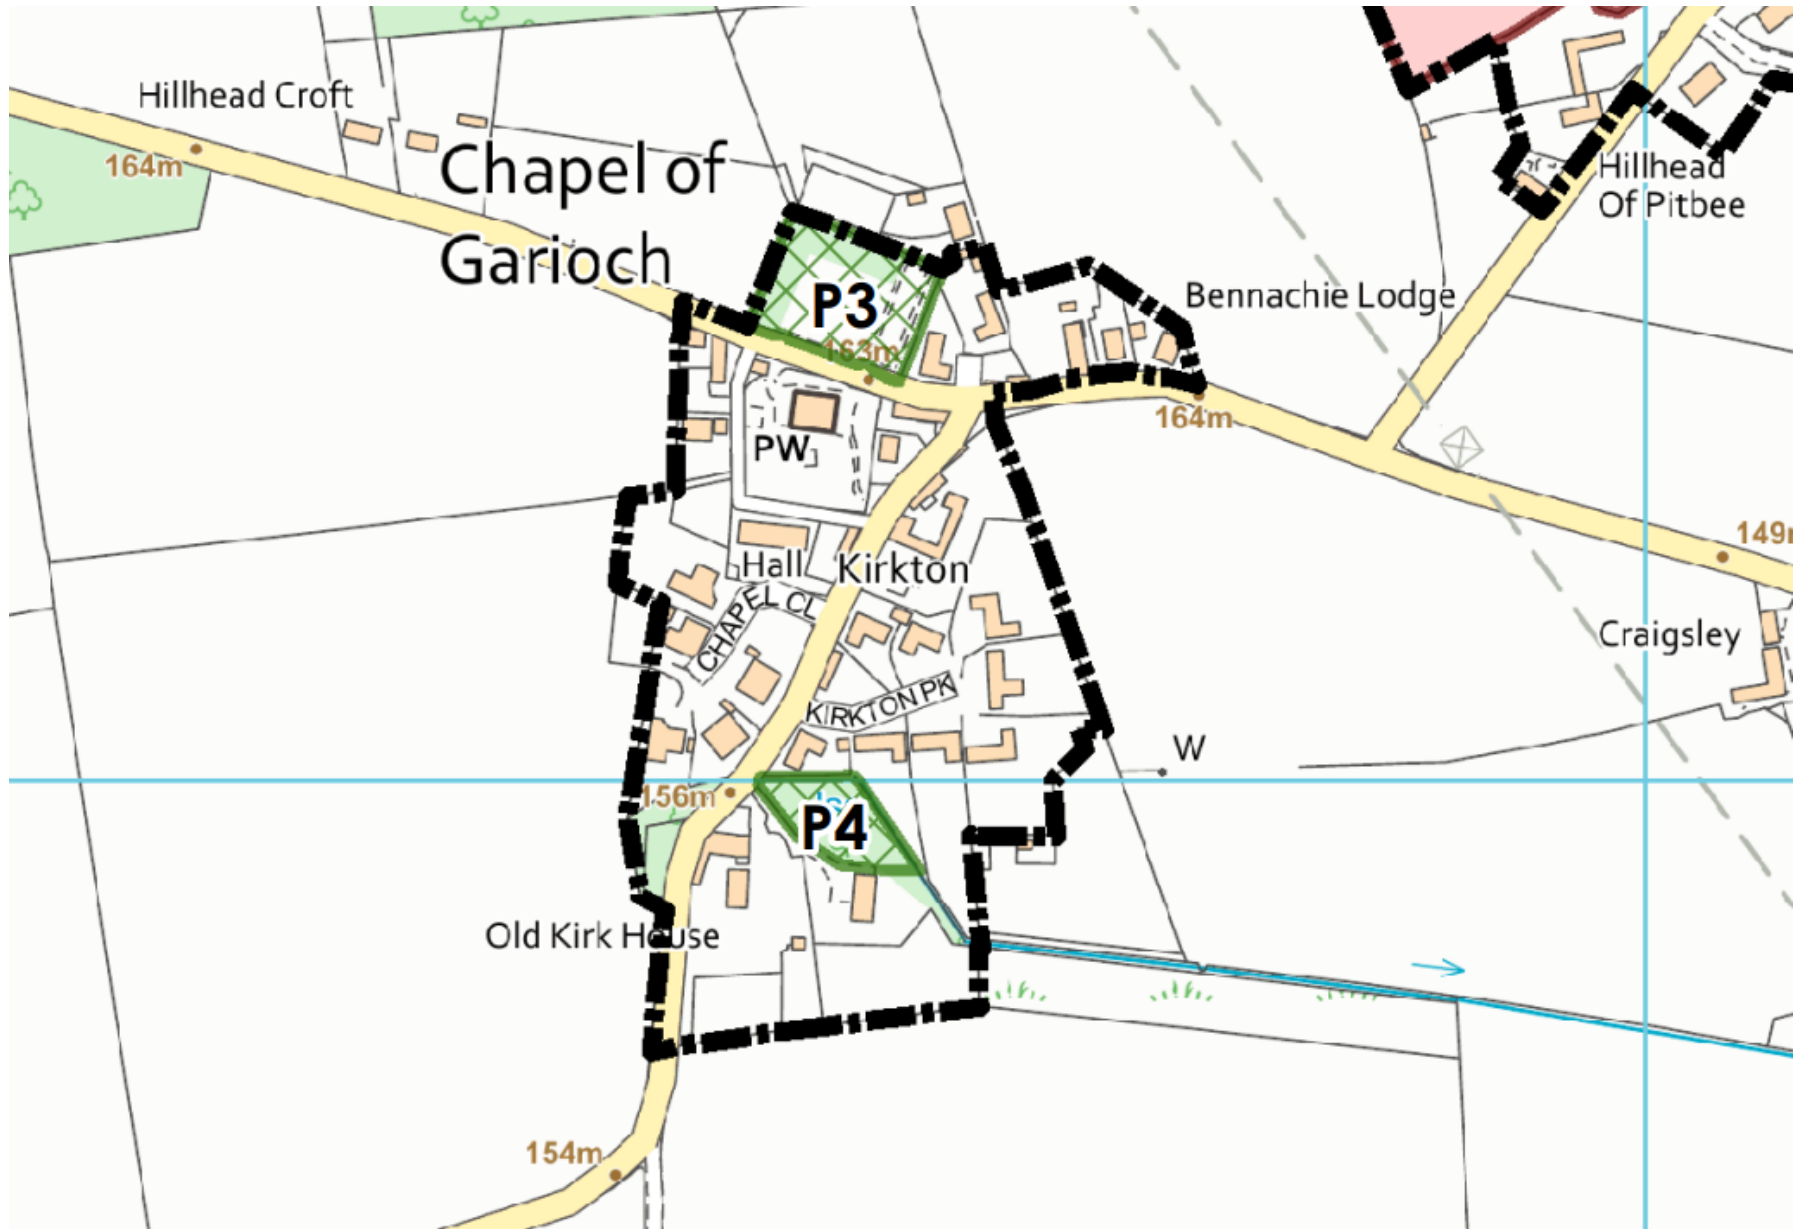 Hillhead Croft
164m
Chapel of
Garioch
Hillhead
Of Pitbee
P3
163m
Bennachie Lodge
164m
PW
149m
Hall
Kirkton
CHAPEL CL
Craigsley
KIRKTON PK
W
156m
P4
Old Kirk House
154m